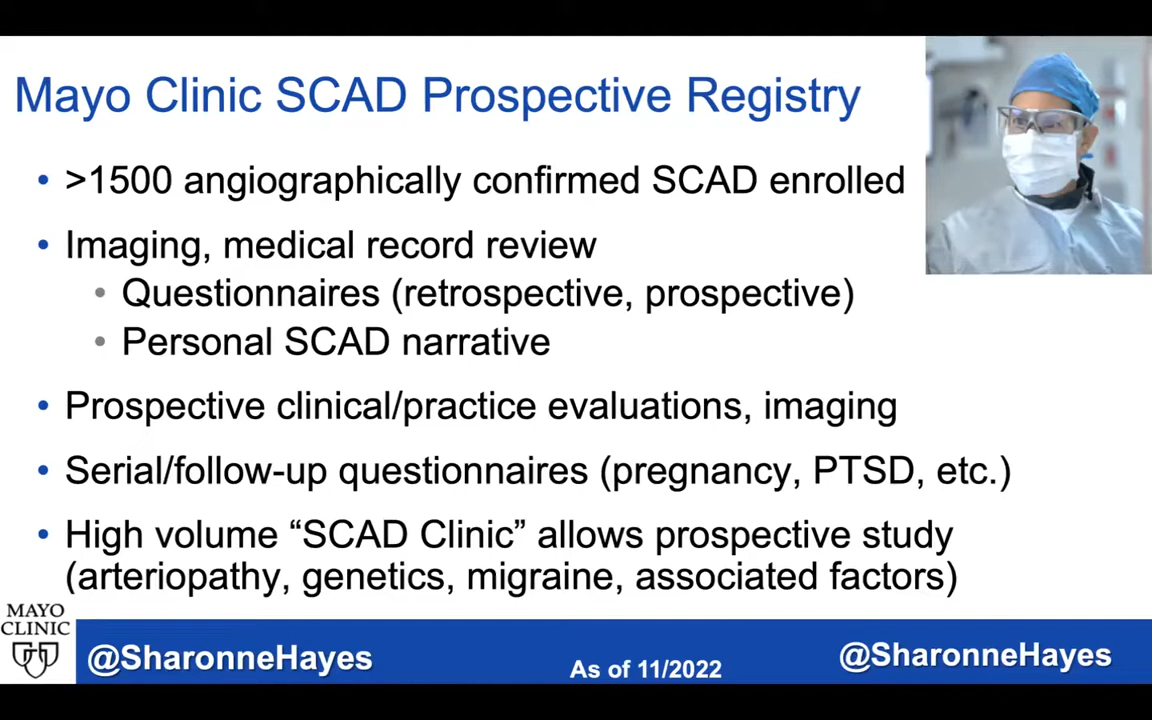 Mayo Clinic SCAD Prospective Registry
• >1500 angiographically confirmed SCAD enrolled
• Imaging, medical record review
• Questionnaires (retrospective, prospective)
• Personal SCAD narrative
• Prospective clinical/practice evaluations, imaging
• Serial/follow-up questionnaires (pregnancy, PTSD, etc.)
• High volume “SCAD Clinic” allows prospective study
(arteriopathy, genetics, migraine, associated factors)
MAYO
CLINIC
@SharonneHayes
As of 11/2022
@SharonneHayes